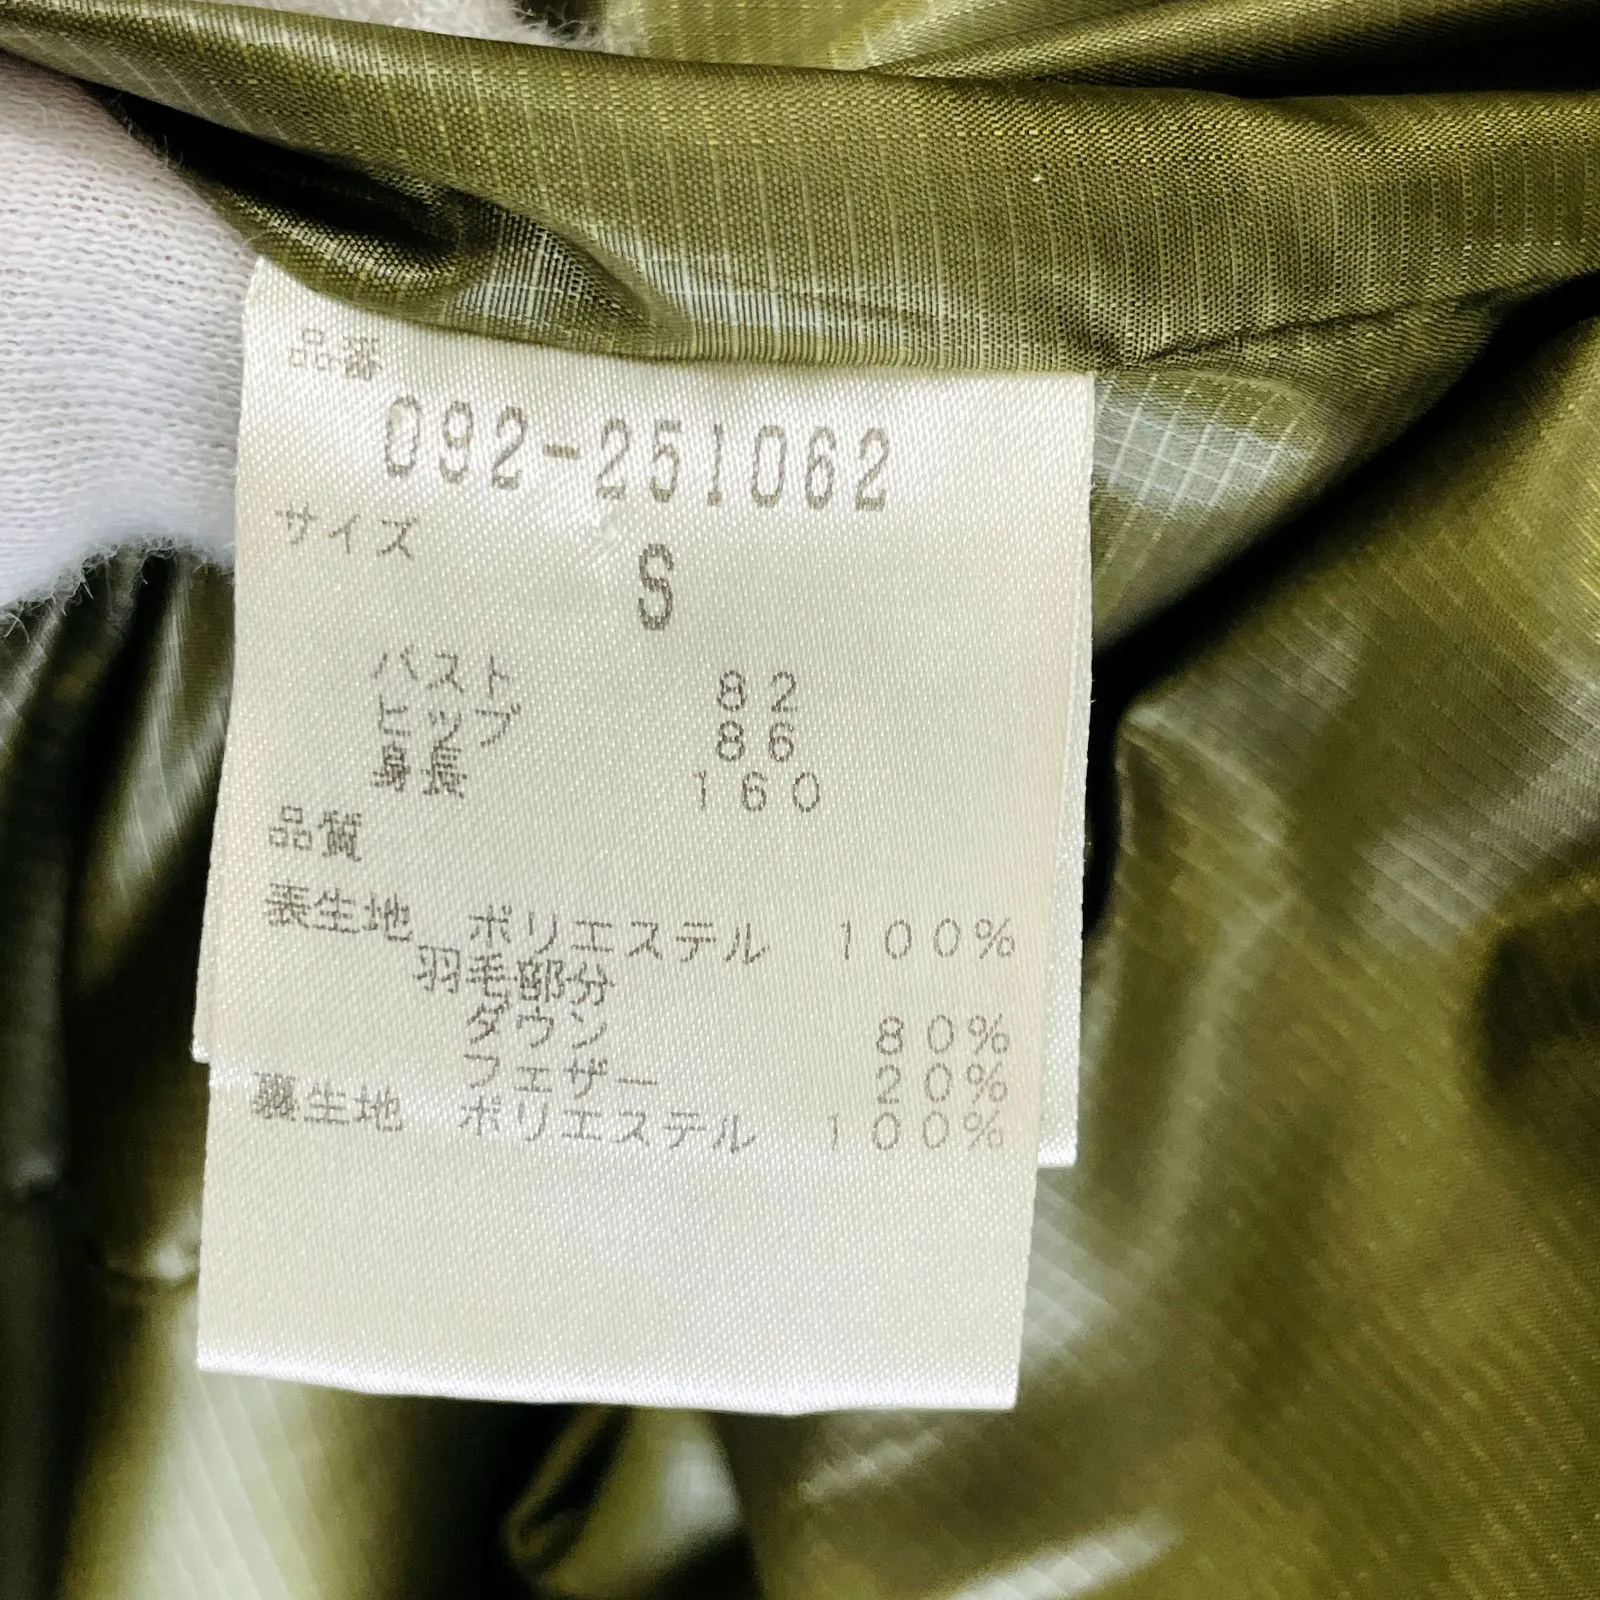 品番
092-251062
サイズ
S
バスト 82
ヒップ 86
身長 160
品質
表生地 ポリエステル 100%
羽毛部分
ダウン 80%
フェザー 20%
裏生地 ポリエステル 100%